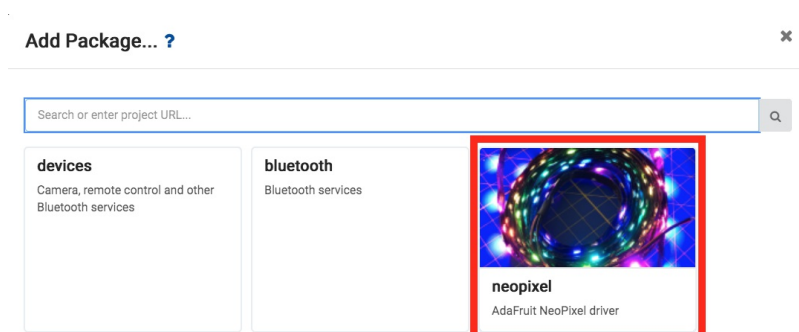 Add Package... ?
Search or enter project URL...
devices
Camera, remote control and other
Bluetooth services
bluetooth
Bluetooth services
neopixel
AdaFruit NeoPixel driver